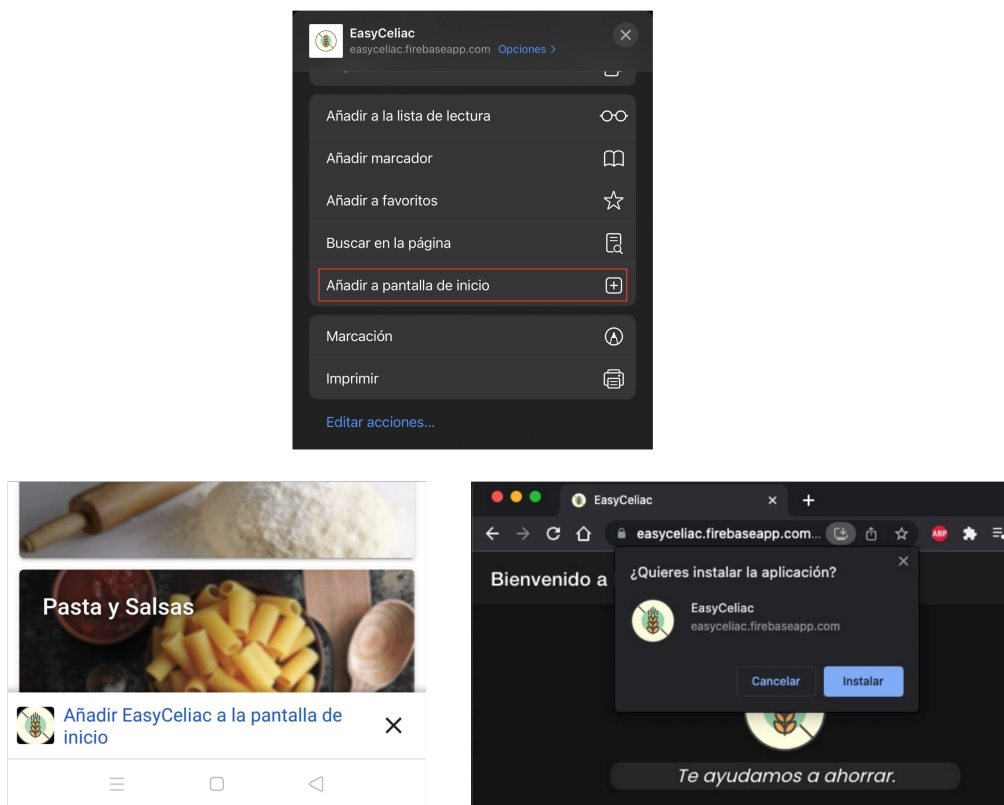 EasyCeliac
easyceliac.firebaseapp.com Opciones >
Añadir a la lista de lectura
Añadir marcador
Añadir a favoritos
Buscar en la página
Añadir a pantalla de inicio
Marcación
Imprimir
Editar acciones...
Pasta y Salsas
Añadir EasyCeliac a la pantalla de
inicio
EasyCeliac
easyceliac.firebaseapp.com...
ABP
Bienvenido a
¿Quieres instalar la aplicación?
EasyCeliac
easyceliac.firebaseapp.com
Cancelar Instalar
Te ayudamos a ahorrar.